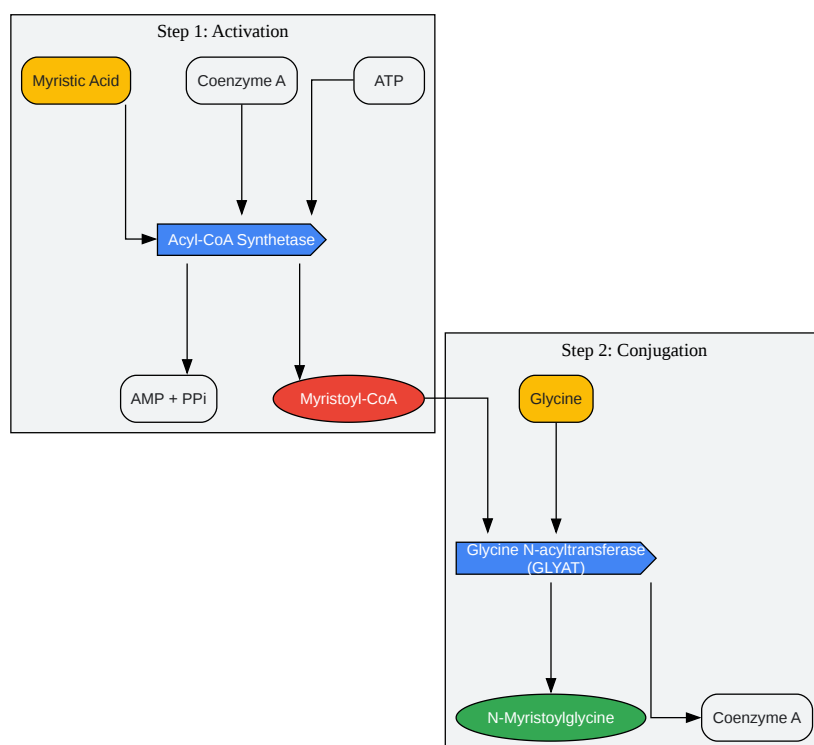 Step 1: Activation
Myristic Acid
Coenzyme A
ATP
Acyl-CoA Synthetase
AMP + PPi
Myristoyl-CoA
Step 2: Conjugation
Glycine
Glycine N-acyltransferase
(GLYAT)
N-Myristoylglycine
Coenzyme A